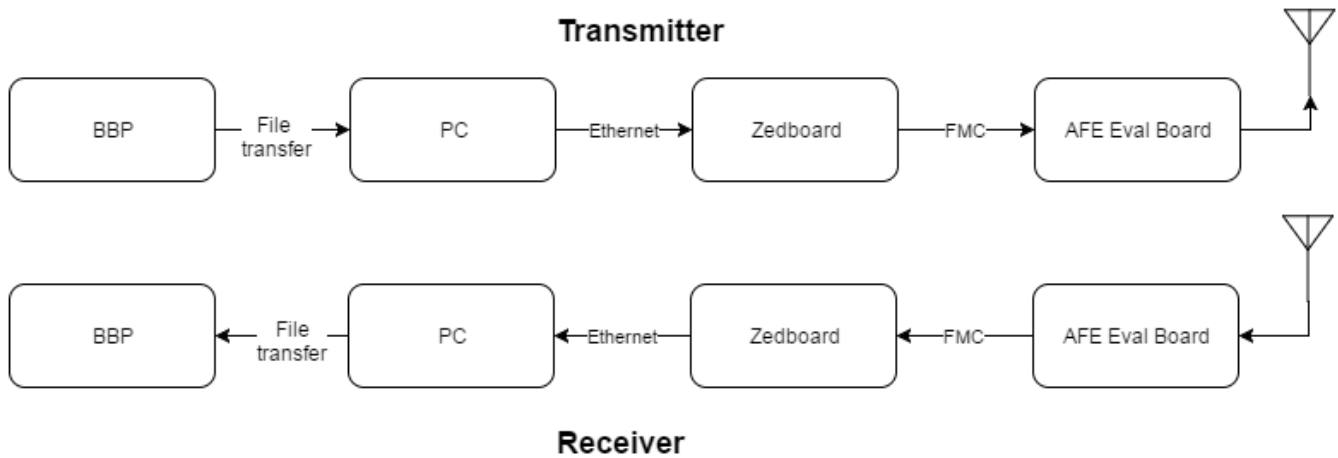 Transmitter
BBP
File
transfer
PC
Ethernet
Zedboard
FMC
AFE Eval Board
BBP
File
transfer
PC
Ethernet
Zedboard
FMC
AFE Eval Board
Receiver